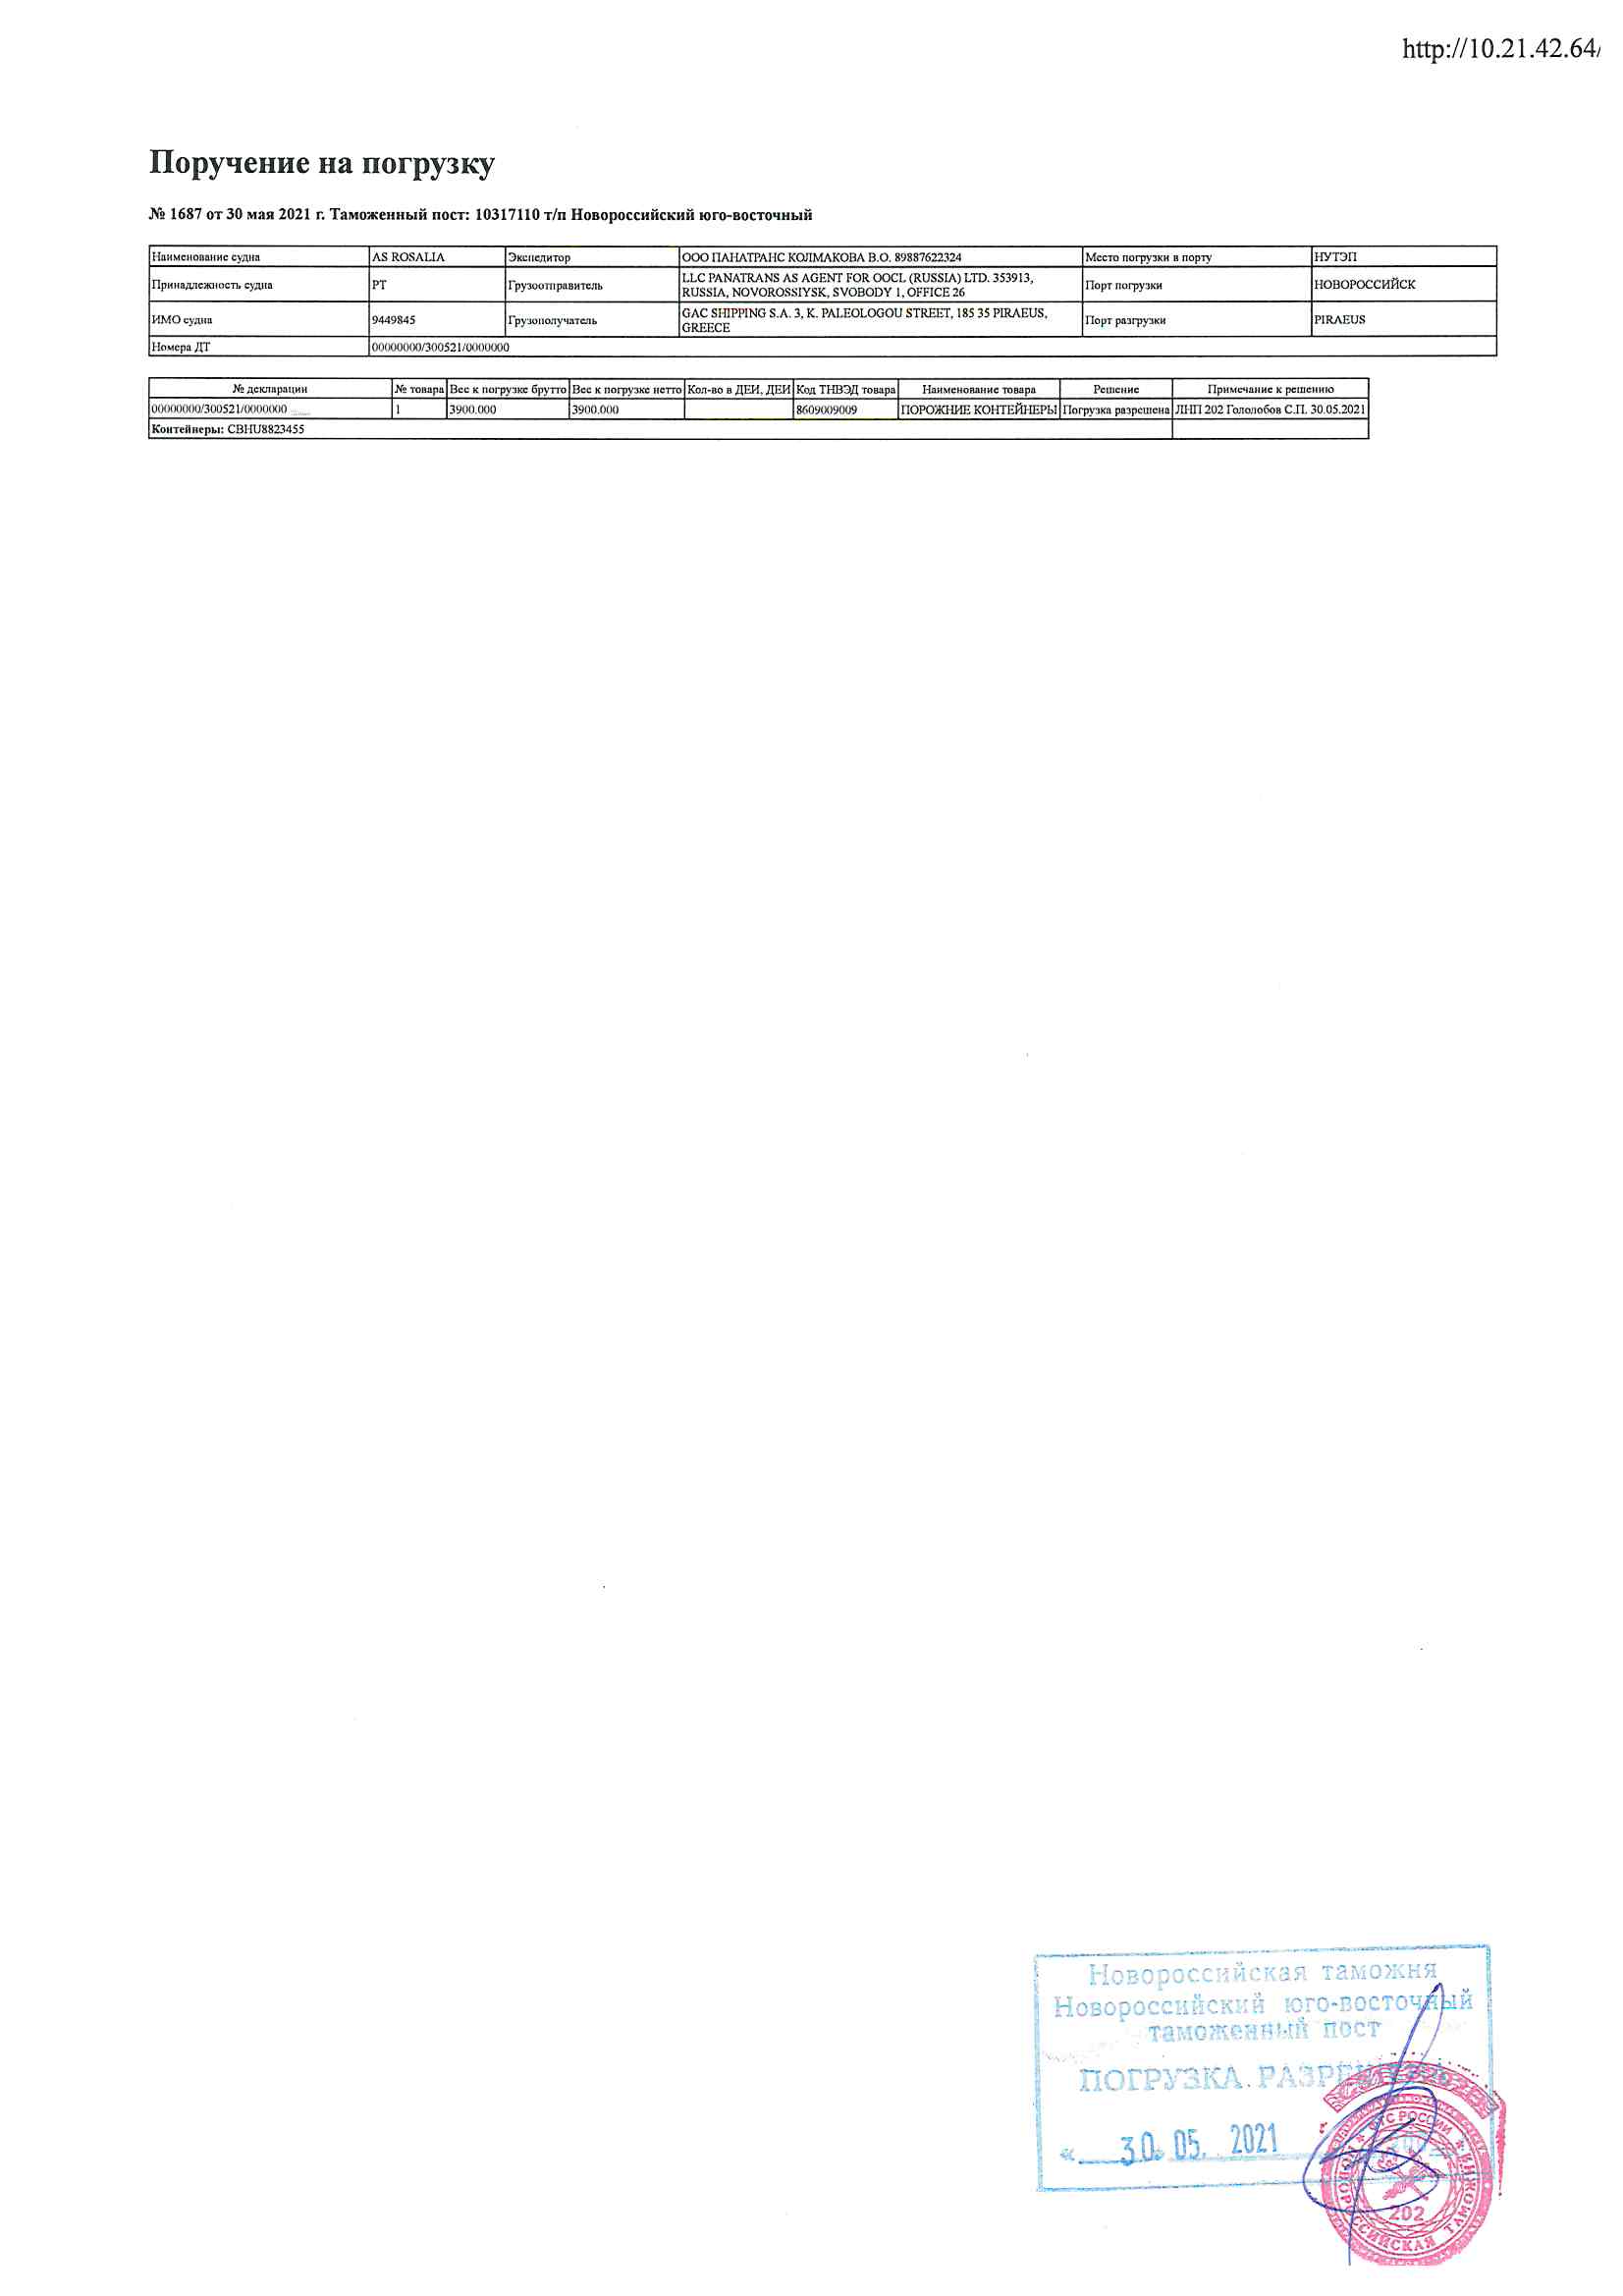 http://10.21.42.64/
Поручение на погрузку
№ 1687 от 30 мая 2021 г. Таможенный пост: 10317110 т/п Новороссийский юго-восточный
Наименование судна AS ROSALIA Экспедитор ООО ПАНАТРАНС КОЛМАКОВА В.О. 89887622324 Место погрузки в порту НУТЭП
Принадлежность судна PT Грузоотправитель LLC PANATRANS AS AGENT FOR OOCL (RUSSIA) LTD. 353913, RUSSIA, NOVOROSSIYSK, SVOBODY 1, OFFICE 26 Порт погрузки НОВОРОССИЙСК
ИМО судна 9449845 Грузополучатель GAC SHIPPING S.A. 3, K. PALEOLOGOU STREET, 185 35 PIRAEUS, GREECE Порт разгрузки PIRAEUS
Номера ДТ 00000000/300521/0000000
№ декларации № товара Вес к погрузке брутто Вес к погрузке нетто Кол-во в ДЕИ, ДЕИ Код ТНВЭД товара Наименование товара Решение Примечание к решению
00000000/300521/0000000 1 3900.000 3900.000 8609009009 ПОРОЖНИЕ КОНТЕЙНЕРЫ Погрузка разрешена ЛНП 202 Гололобов С.П. 30.05.2021
Контейнеры: CBHU8823455
Новороссийская таможня
Новороссийский юго-восточный
таможенный пост
ПОГРУЗКА РАЗРЕШЕНА
« 30 » 05. 2021
ФТС РОССИИ
НОВОРОССИЙСКАЯ ТАМОЖНЯ
202